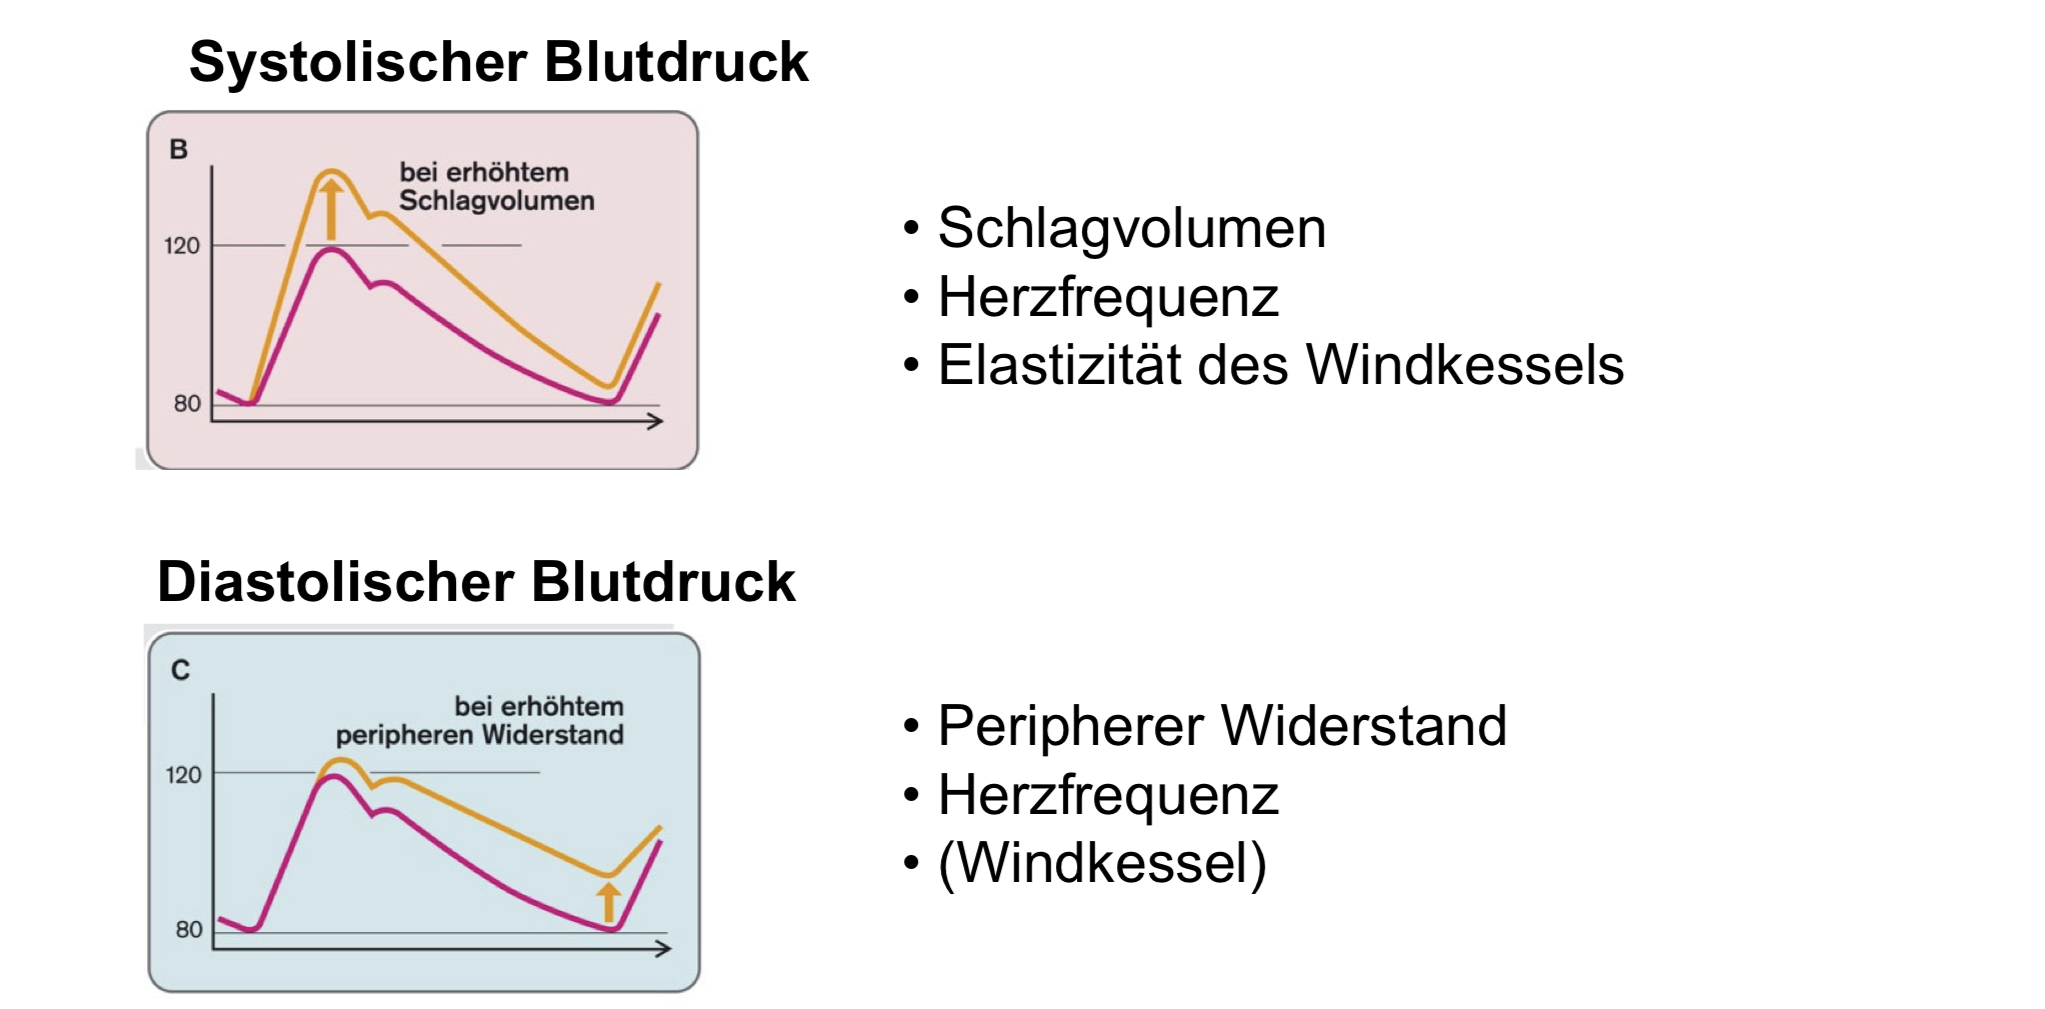 Systolischer Blutdruck
B
bei erhöhtem
Schlagvolumen
120
80
• Schlagvolumen
• Herzfrequenz
• Elastizität des Windkessels
Diastolischer Blutdruck
C
bei erhöhtem
peripheren Widerstand
120
80
• Peripherer Widerstand
• Herzfrequenz
• (Windkessel)